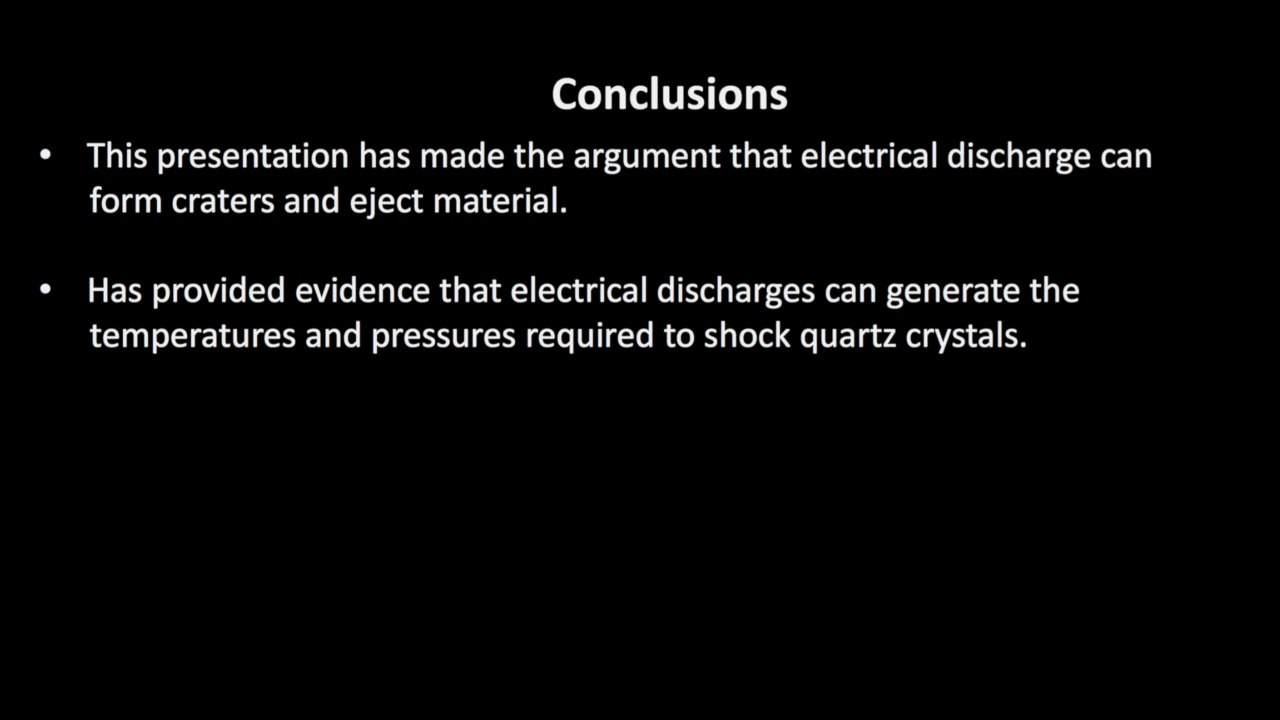 Conclusions
• This presentation has made the argument that electrical discharge can
form craters and eject material.
• Has provided evidence that electrical discharges can generate the
temperatures and pressures required to shock quartz crystals.